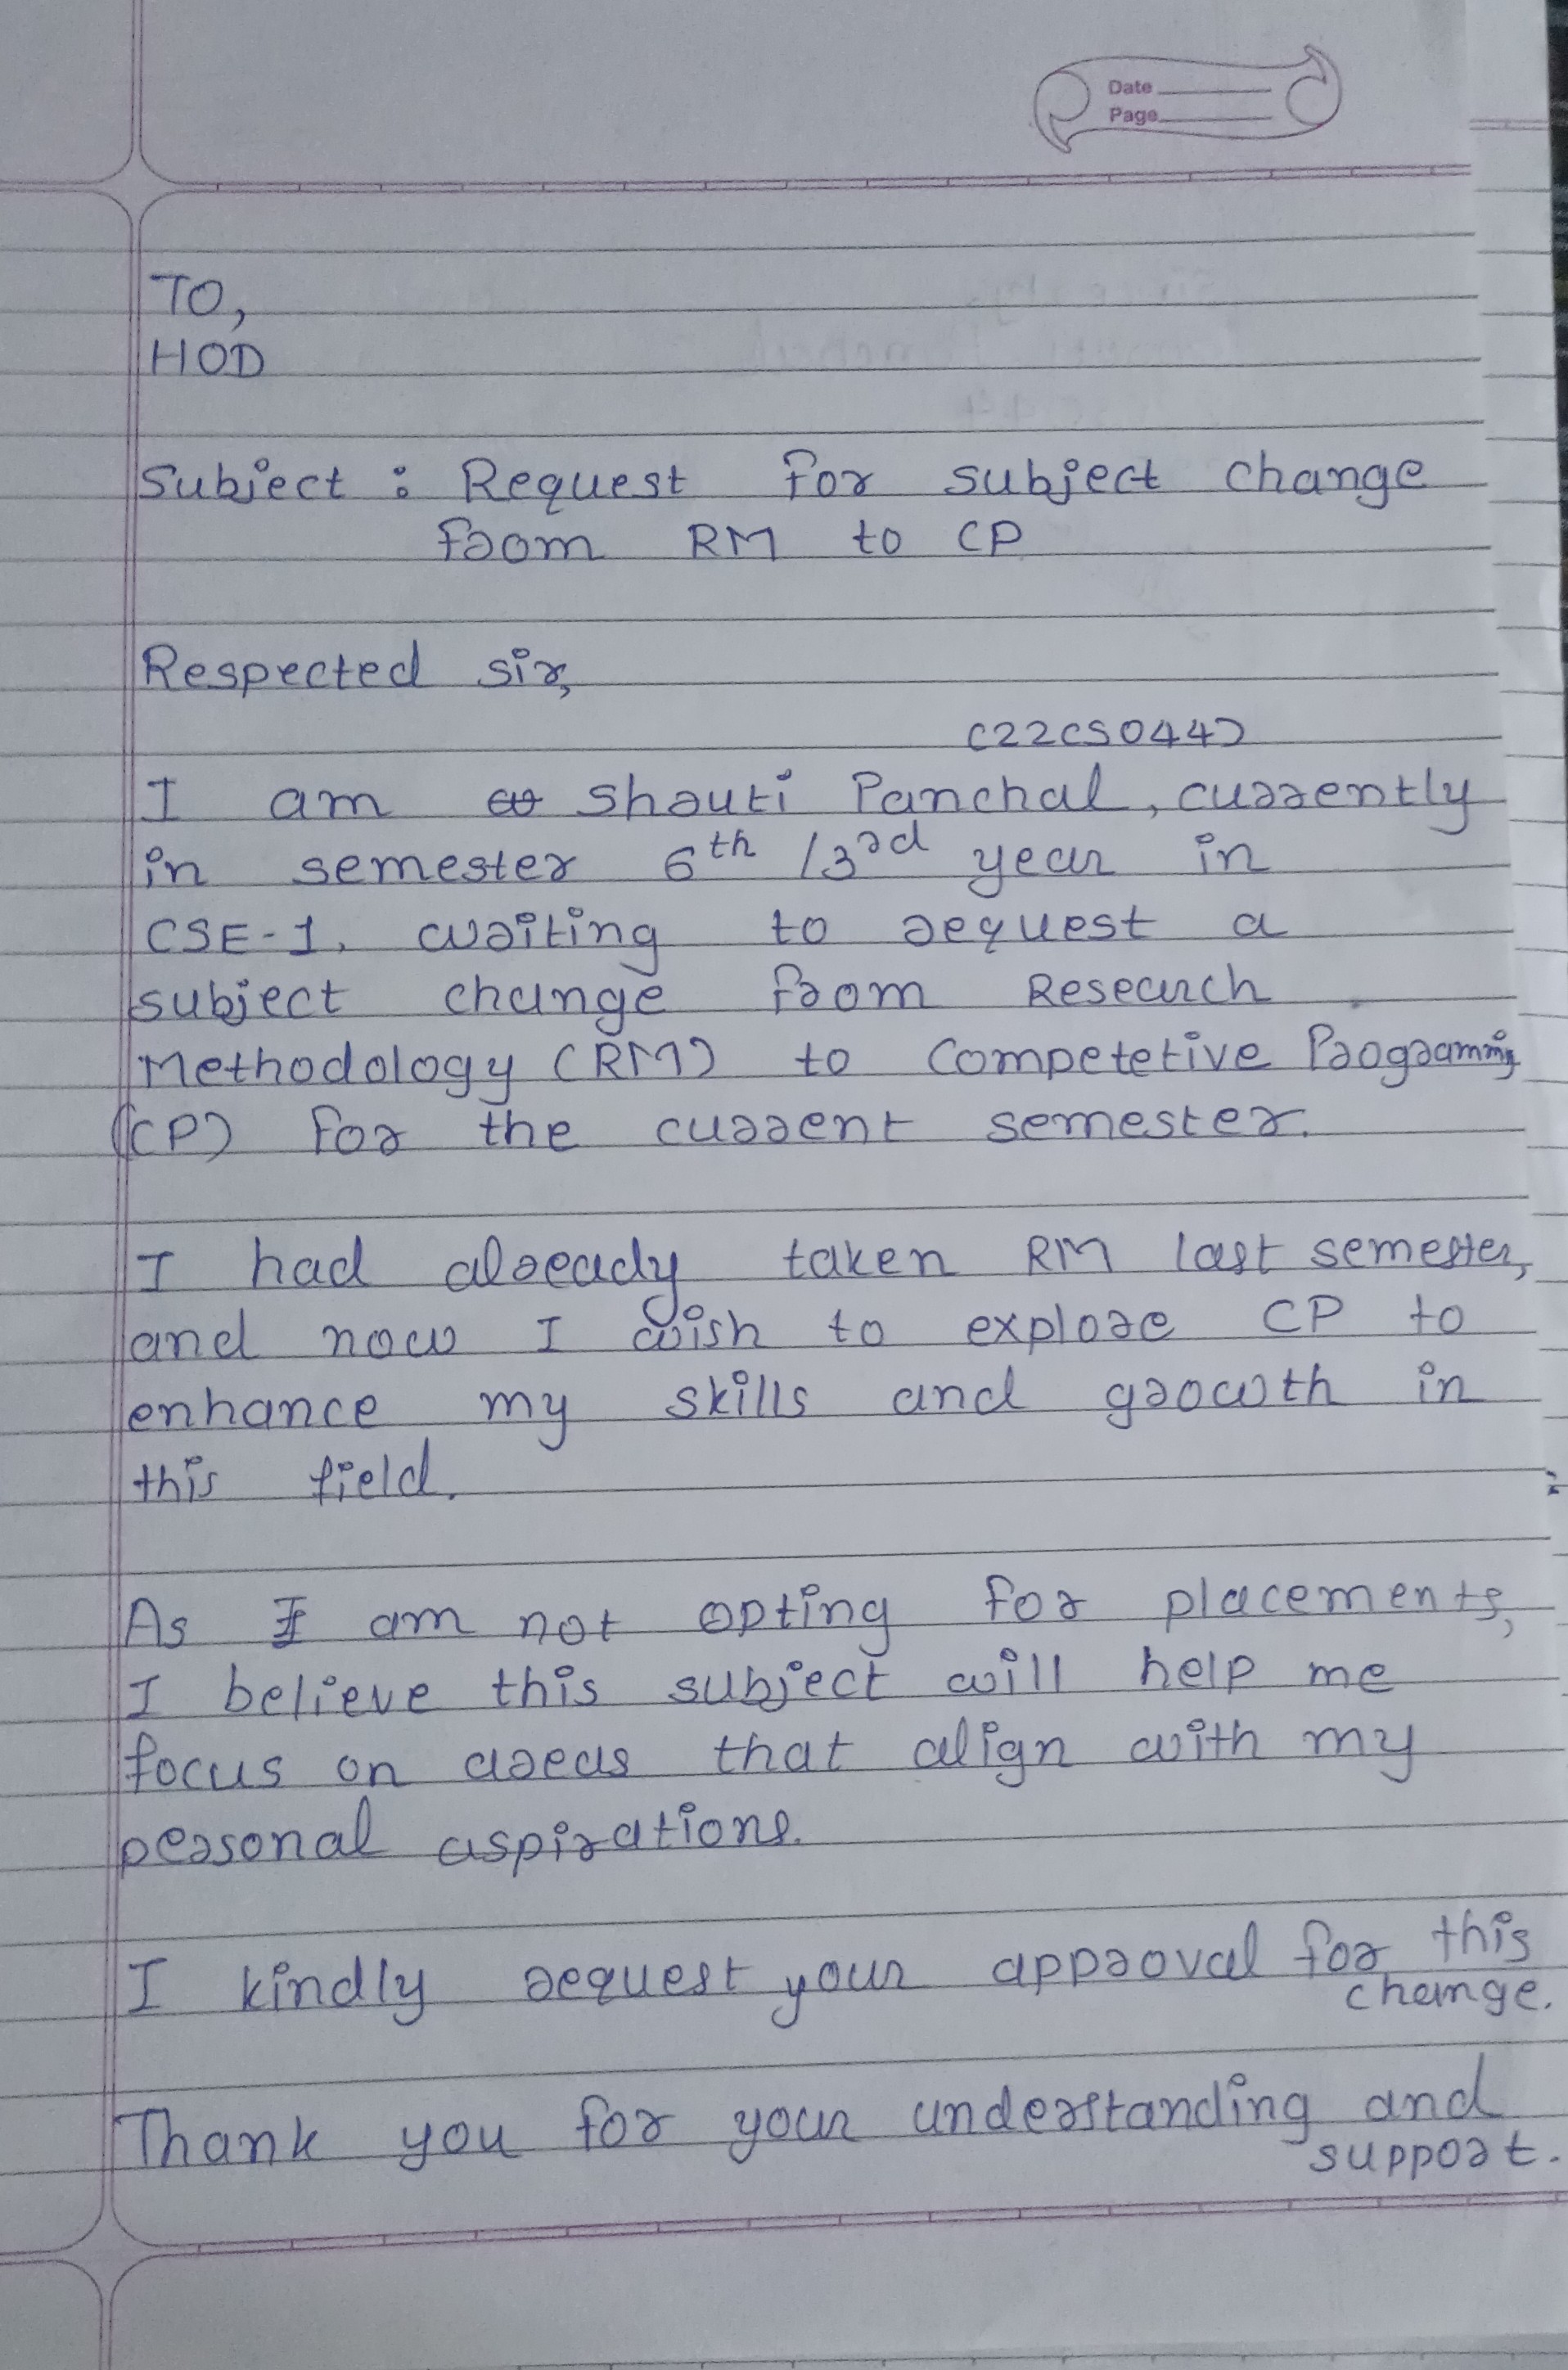 Date
Page
TO,
HOD
Subject : Request for subject change
from RM to CP
Respected sir,
(22CS044)
I am Shruti Panchal, currently
in semester 6th /3rd year in
CSE-1, writing to request a
subject change from Research
Methodology (RM) to Competetive Programming
(CP) for the current semester.
I had already taken RM last semester,
and now I wish to explore CP to
enhance my skills and growth in
this field.
As I am not opting for placements,
I believe this subject will help me
focus on areas that align with my
personal aspirations.
I kindly request your approval for this
change.
Thank you for your understanding and
support.